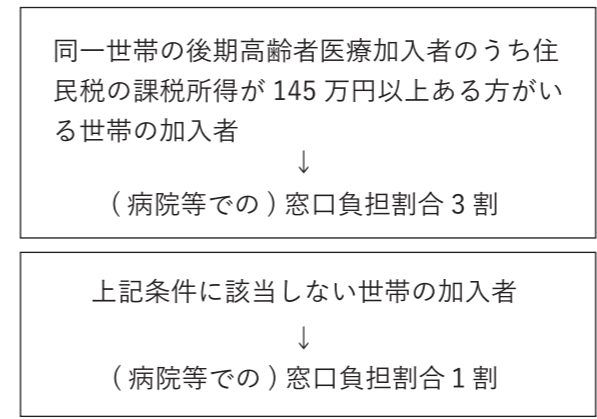 同一世帯の後期高齢者医療加入者のうち住
民税の課税所得が 145 万円以上ある方がい
る世帯の加入者
↓
( 病院等での ) 窓口負担割合 3 割
上記条件に該当しない世帯の加入者
↓
( 病院等での ) 窓口負担割合 1 割